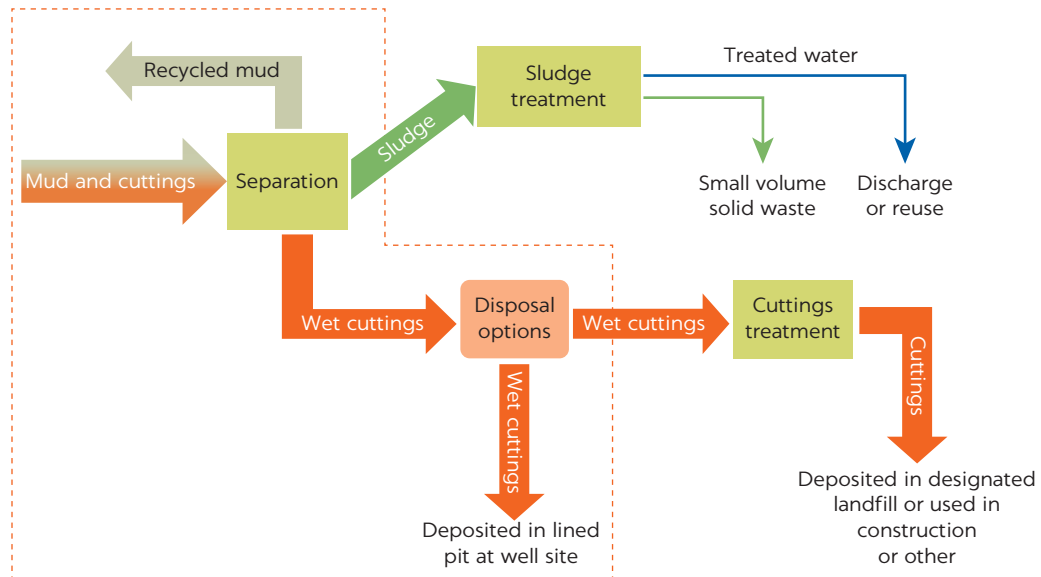 Recycled mud
Mud and cuttings
Separation
Sludge
Sludge
treatment
Treated water
Small volume
solid waste
Discharge
or reuse
Wet cuttings
Disposal
options
Wet cuttings
Cuttings
treatment
Wet cuttings
Cuttings
Deposited in lined
pit at well site
Deposited in designated
landfill or used in
construction
or other